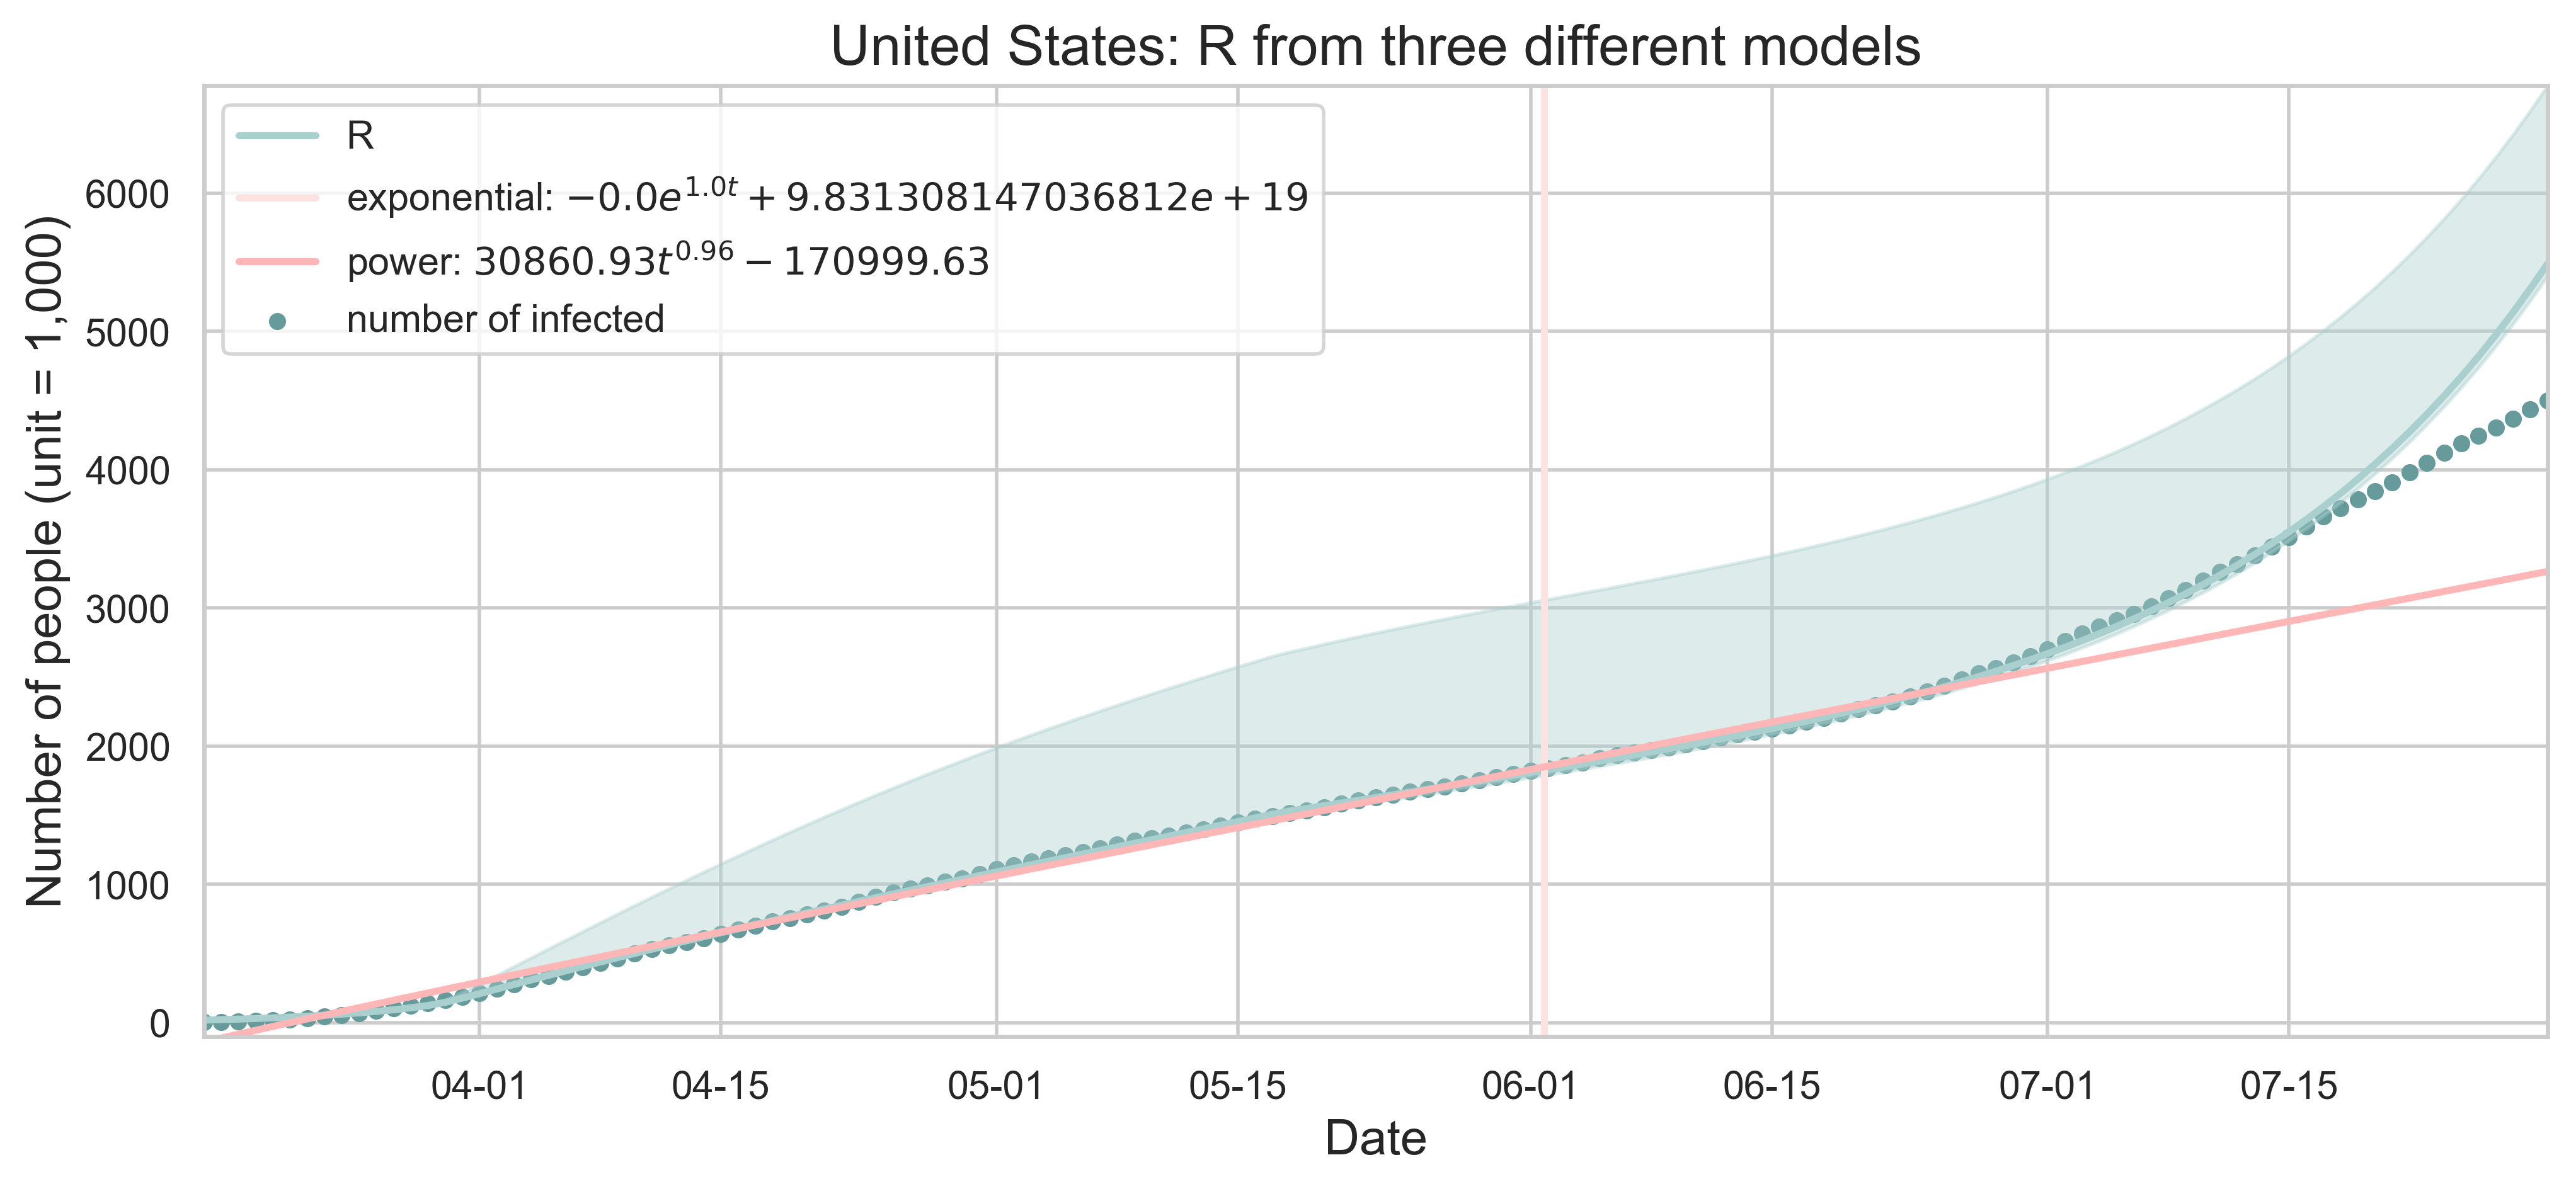 United States: R from three different models
Number of people (unit = 1,000)
6000
5000
4000
3000
2000
1000
0
R
exponential: −0.0e^{1.0t} + 9.831308147036812e + 19
power: 30860.93t^{0.96} − 170999.63
number of infected
04-01 04-15 05-01 05-15 06-01 06-15 07-01 07-15
Date